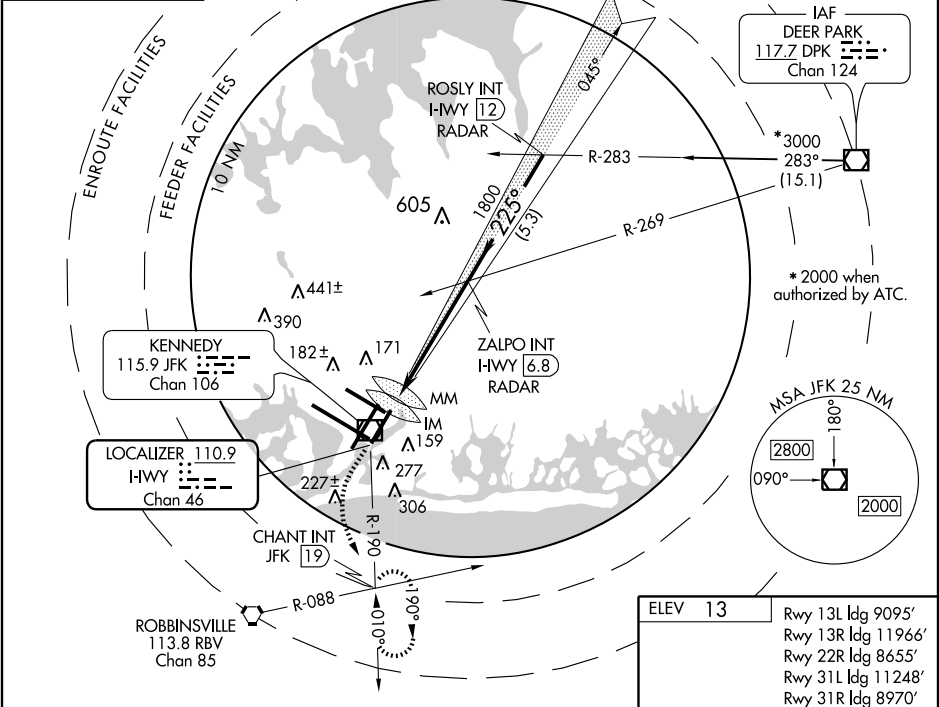 ENROUTE FACILITIES
FEEDER FACILITIES
10 NM
IAF
DEER PARK
117.7 DPK
Chan 124
ROSLY INT
I-IWY 12
RADAR
045°
R-283
*3000
283°
(15.1)
605
1800
225°
(5.3)
R-269
* 2000 when
authorized by ATC.
441±
390
KENNEDY
115.9 JFK
Chan 106
182±
171
ZALPO INT
I-IWY 6.8
RADAR
MM
IM
MSA JFK 25 NM
180°
2800
090°
2000
LOCALIZER 110.9
I-IWY
Chan 46
159
277
227±
306
R-190
CHANT INT
JFK 19
190°
010°
R-088
ROBBINSVILLE
113.8 RBV
Chan 85
ELEV 13
Rwy 13L ldg 9095'
Rwy 13R ldg 11966'
Rwy 22R ldg 8655'
Rwy 31L ldg 11248'
Rwy 31R ldg 8970'